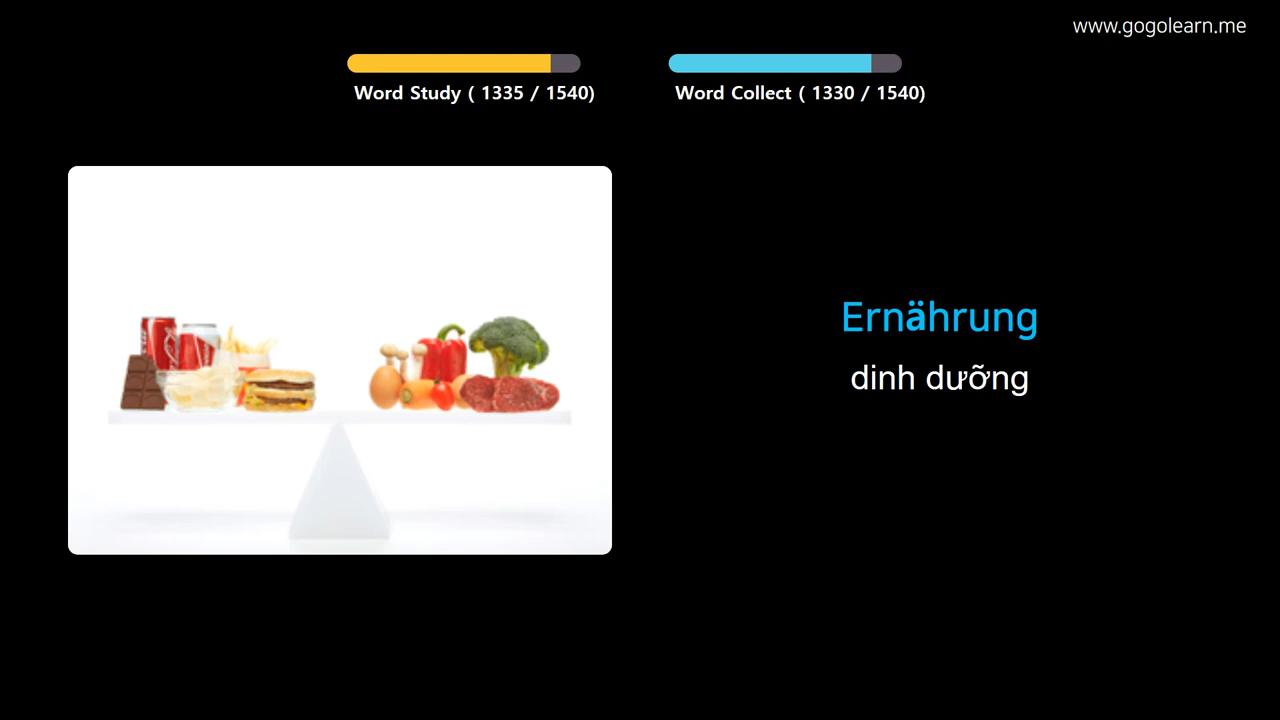 www.gogolearn.me
Word Study ( 1335 / 1540)
Word Collect ( 1330 / 1540)
Ernährung
dinh dưỡng